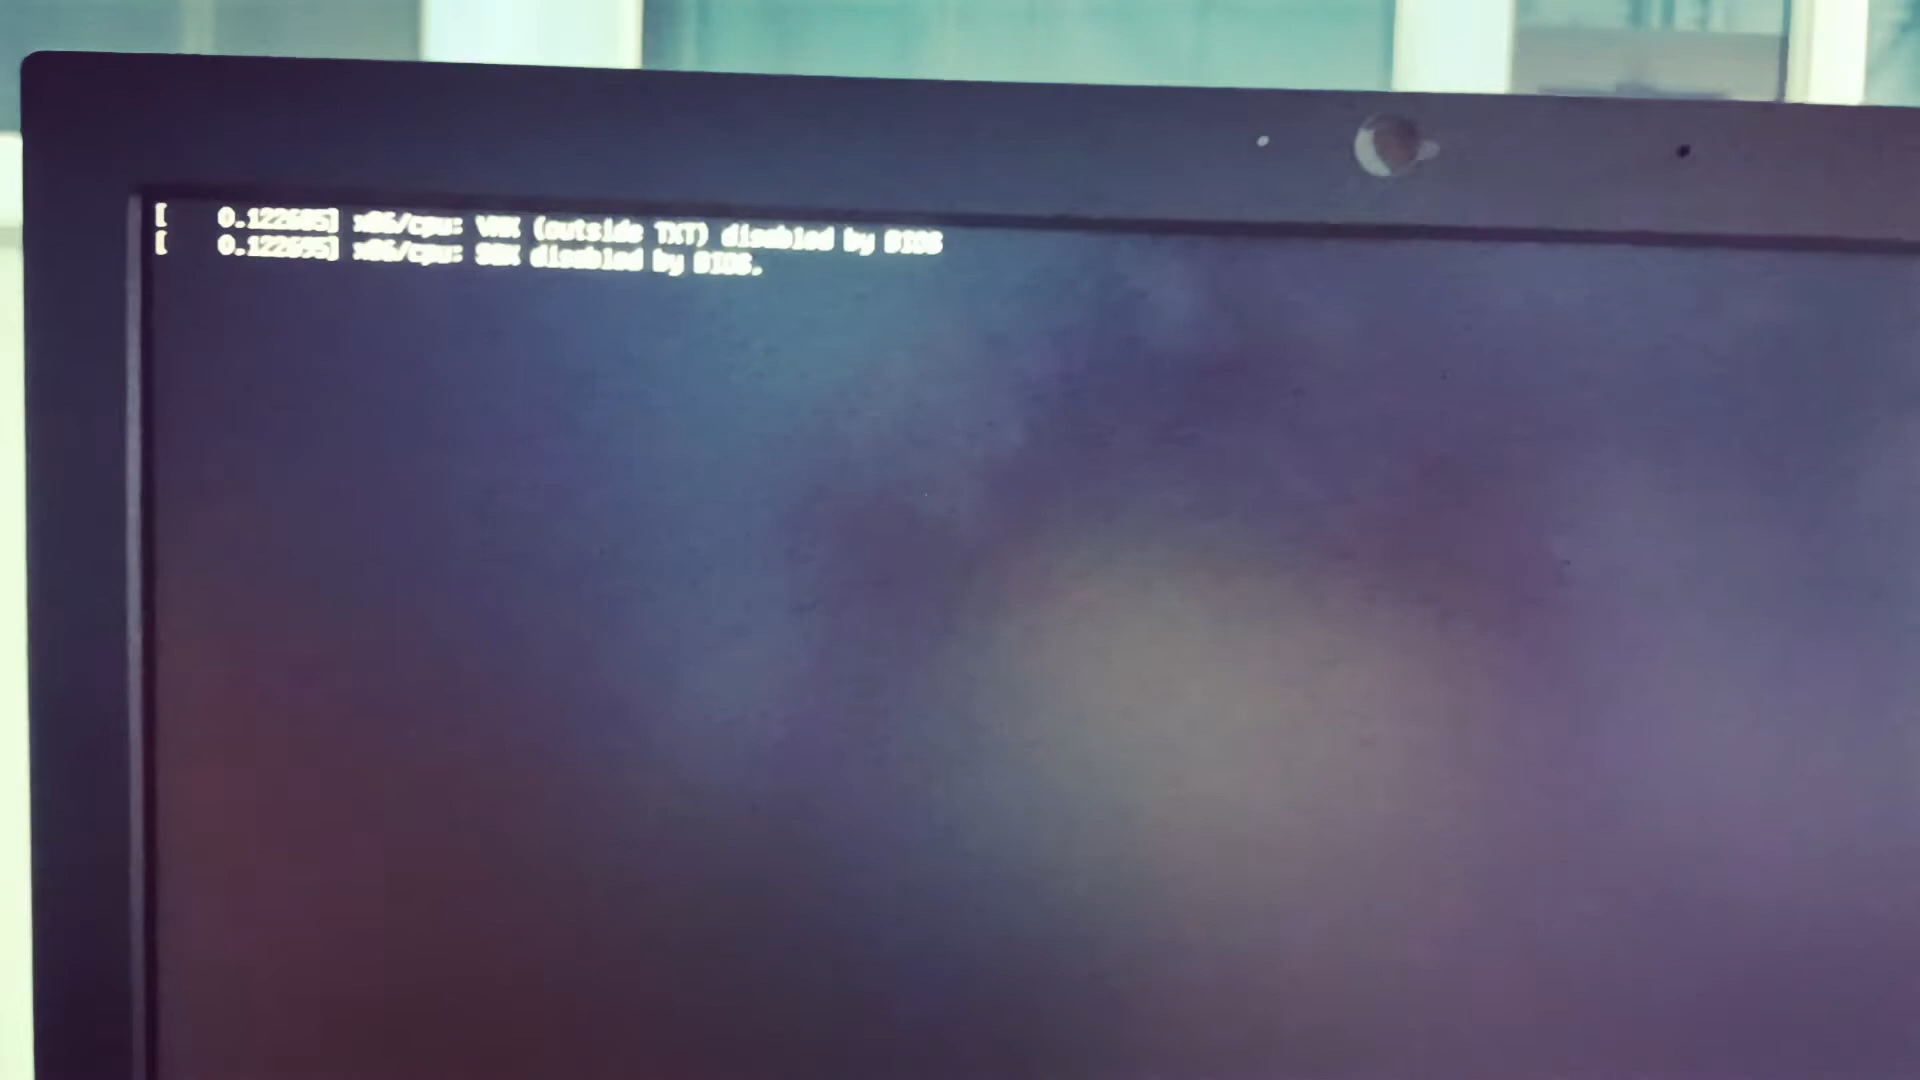 [    0.122685] x86/cpu: VMX (outside TXT) disabled by BIOS
[    0.122695] x86/cpu: SGX disabled by BIOS.